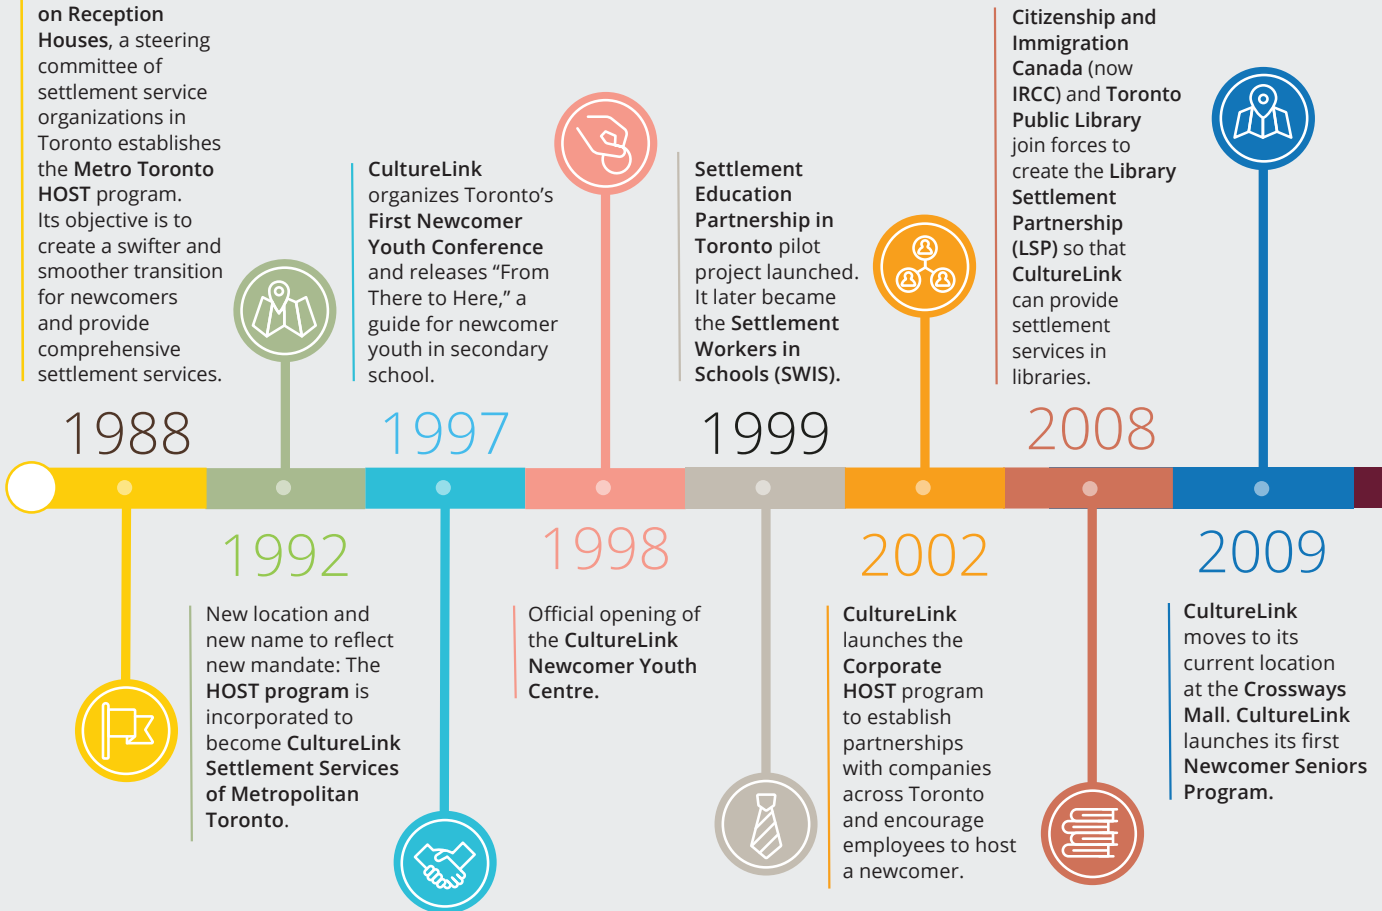 on Reception
Houses, a steering
committee of
settlement service
organizations in
Toronto establishes
the Metro Toronto
HOST program.
Its objective is to
create a swifter and
smoother transition
for newcomers
and provide
comprehensive
settlement services.
1988
1992
New location and
new name to reflect
new mandate: The
HOST program is
incorporated to
become CultureLink
Settlement Services
of Metropolitan
Toronto.
CultureLink
organizes Toronto’s
First Newcomer
Youth Conference
and releases “From
There to Here,” a
guide for newcomer
youth in secondary
school.
1997
1998
Official opening of
the CultureLink
Newcomer Youth
Centre.
Settlement
Education
Partnership in
Toronto pilot
project launched.
It later became
the Settlement
Workers in
Schools (SWIS).
1999
2002
CultureLink
launches the
Corporate
HOST program
to establish
partnerships
with companies
across Toronto
and encourage
employees to host
a newcomer.
Citizenship and
Immigration
Canada (now
IRCC) and Toronto
Public Library
join forces to
create the Library
Settlement
Partnership
(LSP) so that
CultureLink
can provide
settlement
services in
libraries.
2008
2009
CultureLink
moves to its
current location
at the Crossways
Mall. CultureLink
launches its first
Newcomer Seniors
Program.